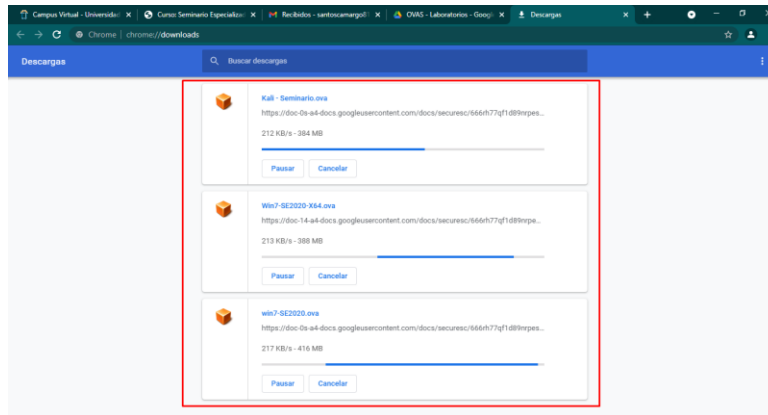 Campus Virtual - Universidad
Curso: Seminario Especializac
Recibidos - santoscamargo8
OVAS - Laboratorios - Googl
Descargas
Chrome | chrome://downloads
Descargas
Buscar descargas
Kali - Seminario.ova
https://doc-0s-a4-docs.googleusercontent.com/docs/securesc/666rh77qf1d89nrpes...
212 KB/s - 384 MB
Pausar Cancelar
Win7-SE2020-X64.ova
https://doc-14-a4-docs.googleusercontent.com/docs/securesc/666rh77qf1d89nrpe...
213 KB/s - 388 MB
Pausar Cancelar
win7-SE2020.ova
https://doc-0s-a4-docs.googleusercontent.com/docs/securesc/666rh77qf1d89nrpes...
217 KB/s - 416 MB
Pausar Cancelar